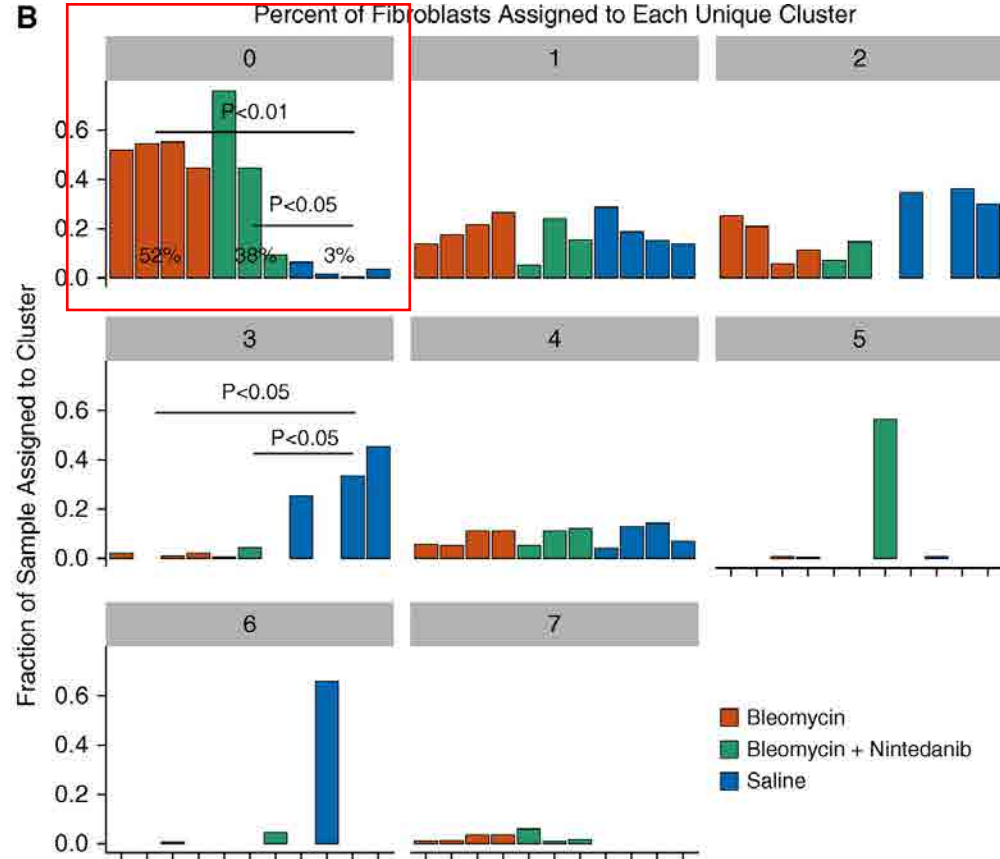 B
Percent of Fibroblasts Assigned to Each Unique Cluster
0 1 2
0.6
0.4
0.2
0.0
P<0.01
P<0.05
52% 38% 3%
Fraction of Sample Assigned to Cluster
3 4 5
0.6
0.4
0.2
0.0
P<0.05
P<0.05
6 7
0.6
0.4
0.2
0.0
Bleomycin
Bleomycin + Nintedanib
Saline